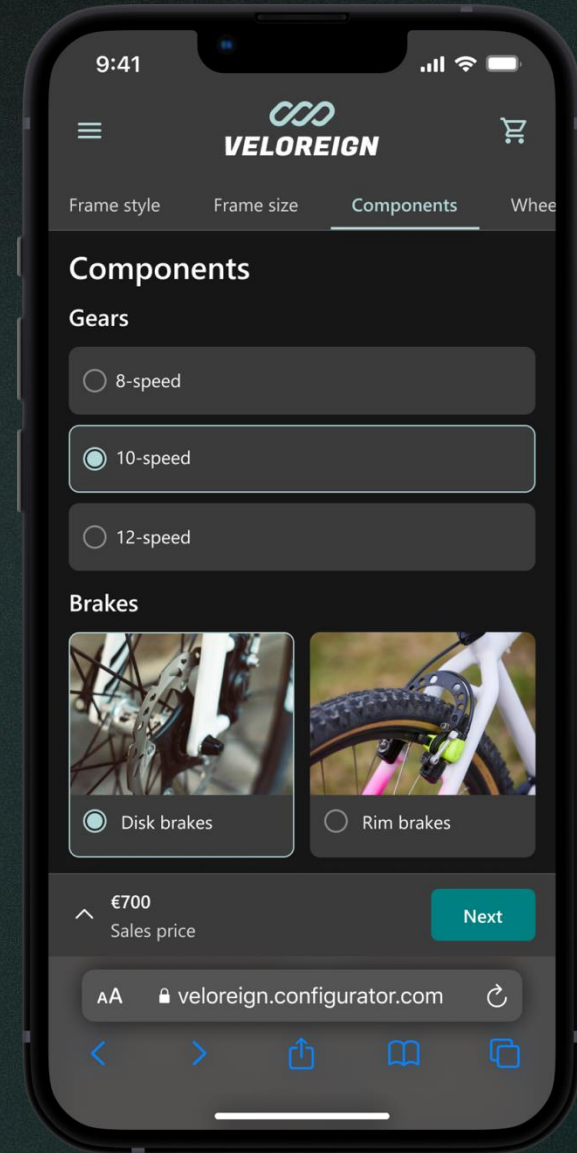 9:41
VELOREIGN
Frame style Frame size Components Whee
Components
Gears
8-speed
10-speed
12-speed
Brakes
Disk brakes Rim brakes
€700
Sales price
Next
AA veloreign.configurator.com